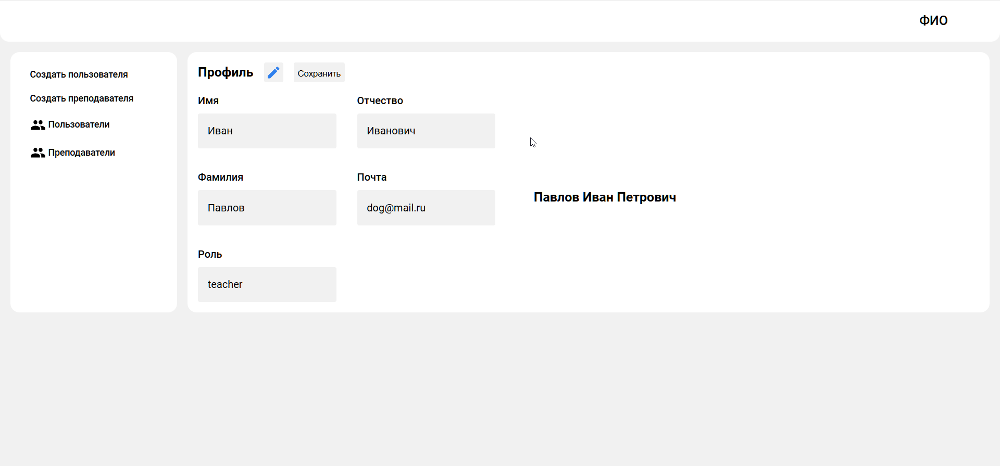 ФИО
Создать пользователя
Создать преподавателя
Пользователи
Преподаватели
Профиль
Сохранить
Имя
Отчество
Иван
Иванович
Фамилия
Почта
Павлов
dog@mail.ru
Павлов Иван Петрович
Роль
teacher